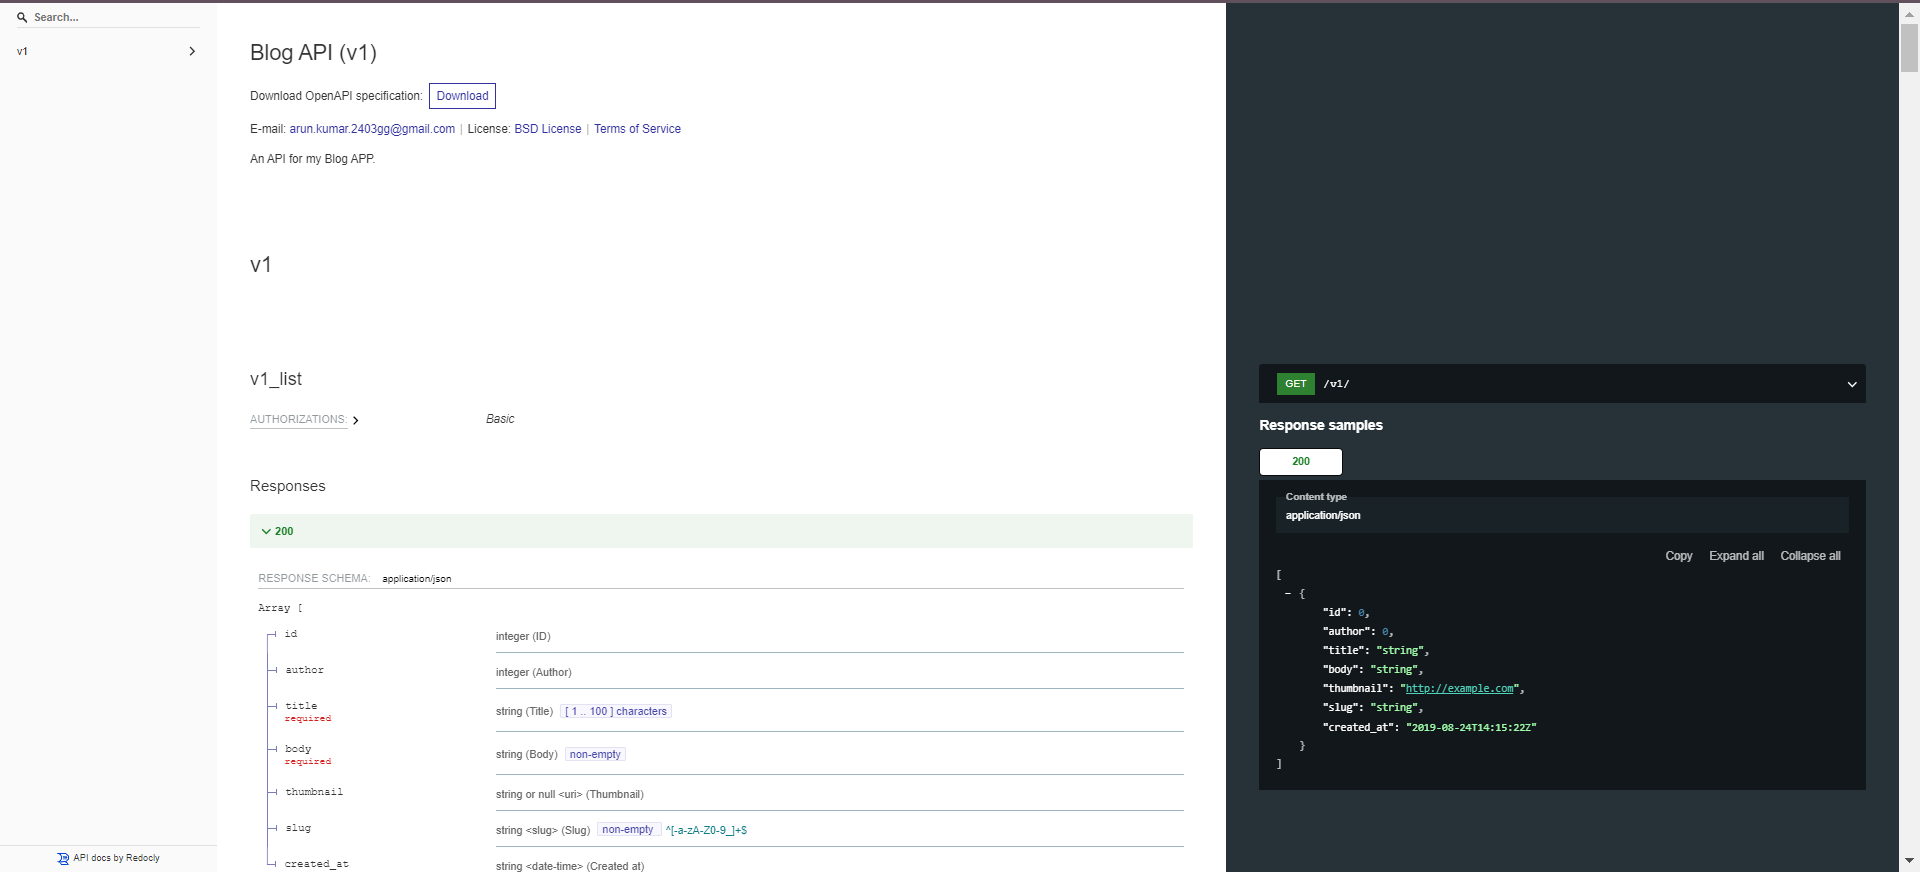 Search...
v1
API docs by Redocly
Blog API (v1)
Download OpenAPI specification: Download
E-mail: arun.kumar.2403gg@gmail.com | License: BSD License | Terms of Service
An API for my Blog APP.
v1
v1_list
AUTHORIZATIONS: Basic
Responses
200
RESPONSE SCHEMA: application/json
Array [
id integer (ID)
author integer (Author)
title
required
string (Title) [ 1 .. 100 ] characters
body
required
string (Body) non-empty
thumbnail string or null <uri> (Thumbnail)
slug string <slug> (Slug) non-empty ^[-a-zA-Z0-9_]+$
created_at string <date-time> (Created at)
GET /v1/
Response samples
200
Content type
application/json
Copy Expand all Collapse all
[
- {
"id": 0,
"author": 0,
"title": "string",
"body": "string",
"thumbnail": "http://example.com",
"slug": "string",
"created_at": "2019-08-24T14:15:22Z"
}
]